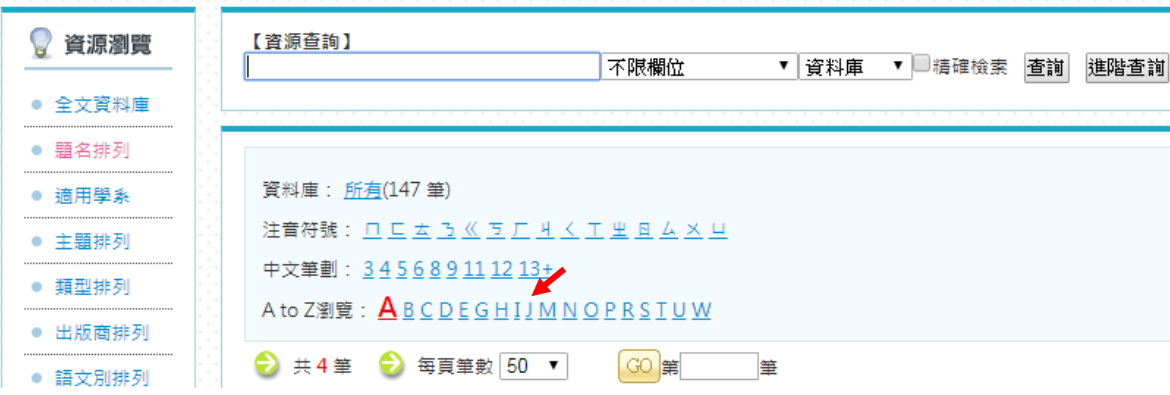 資源瀏覽
全文資料庫
題名排列
適用學系
主題排列
類型排列
出版商排列
語文別排列
【資源查詢】
不限欄位 資料庫 精確檢索 查詢 進階查詢
資料庫： 所有(147 筆)
注音符號： ㄇ ㄈ ㄊ ㄋ ㄍ ㄎ ㄏ ㄐ ㄑ ㄒ ㄓ ㄖ ㄙ ㄨ ㄩ
中文筆劃： 3 4 5 6 8 9 11 12 13+
A to Z瀏覽： A B C D E G H I J M N O P R S T U W
共 4 筆 每頁筆數 50 GO 第 筆